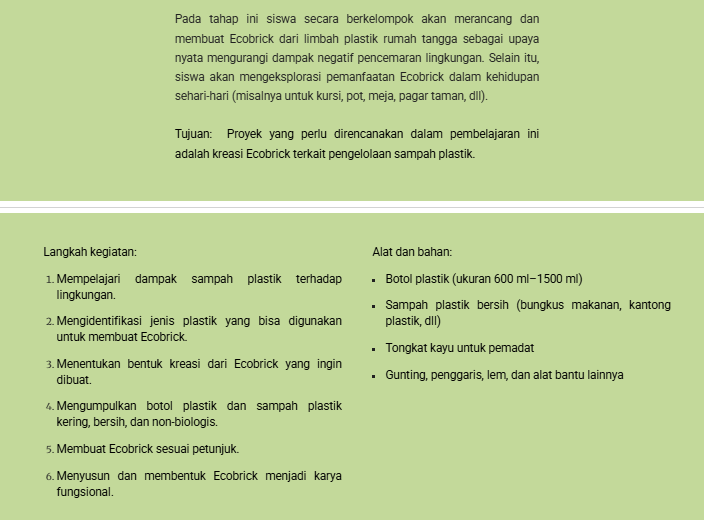 Pada tahap ini siswa secara berkelompok akan merancang dan
membuat Ecobrick dari limbah plastik rumah tangga sebagai upaya
nyata mengurangi dampak negatif pencemaran lingkungan. Selain itu,
siswa akan mengeksplorasi pemanfaatan Ecobrick dalam kehidupan
sehari-hari (misalnya untuk kursi, pot, meja, pagar taman, dll).
Tujuan: Proyek yang perlu direncanakan dalam pembelajaran ini
adalah kreasi Ecobrick terkait pengelolaan sampah plastik.
Langkah kegiatan:
1. Mempelajari dampak sampah plastik terhadap
lingkungan.
2. Mengidentifikasi jenis plastik yang bisa digunakan
untuk membuat Ecobrick.
3. Menentukan bentuk kreasi dari Ecobrick yang ingin
dibuat.
4. Mengumpulkan botol plastik dan sampah plastik
kering, bersih, dan non-biologis.
5. Membuat Ecobrick sesuai petunjuk.
6. Menyusun dan membentuk Ecobrick menjadi karya
fungsional.
Alat dan bahan:
▪ Botol plastik (ukuran 600 ml–1500 ml)
▪ Sampah plastik bersih (bungkus makanan, kantong
plastik, dll)
▪ Tongkat kayu untuk pemadat
▪ Gunting, penggaris, lem, dan alat bantu lainnya